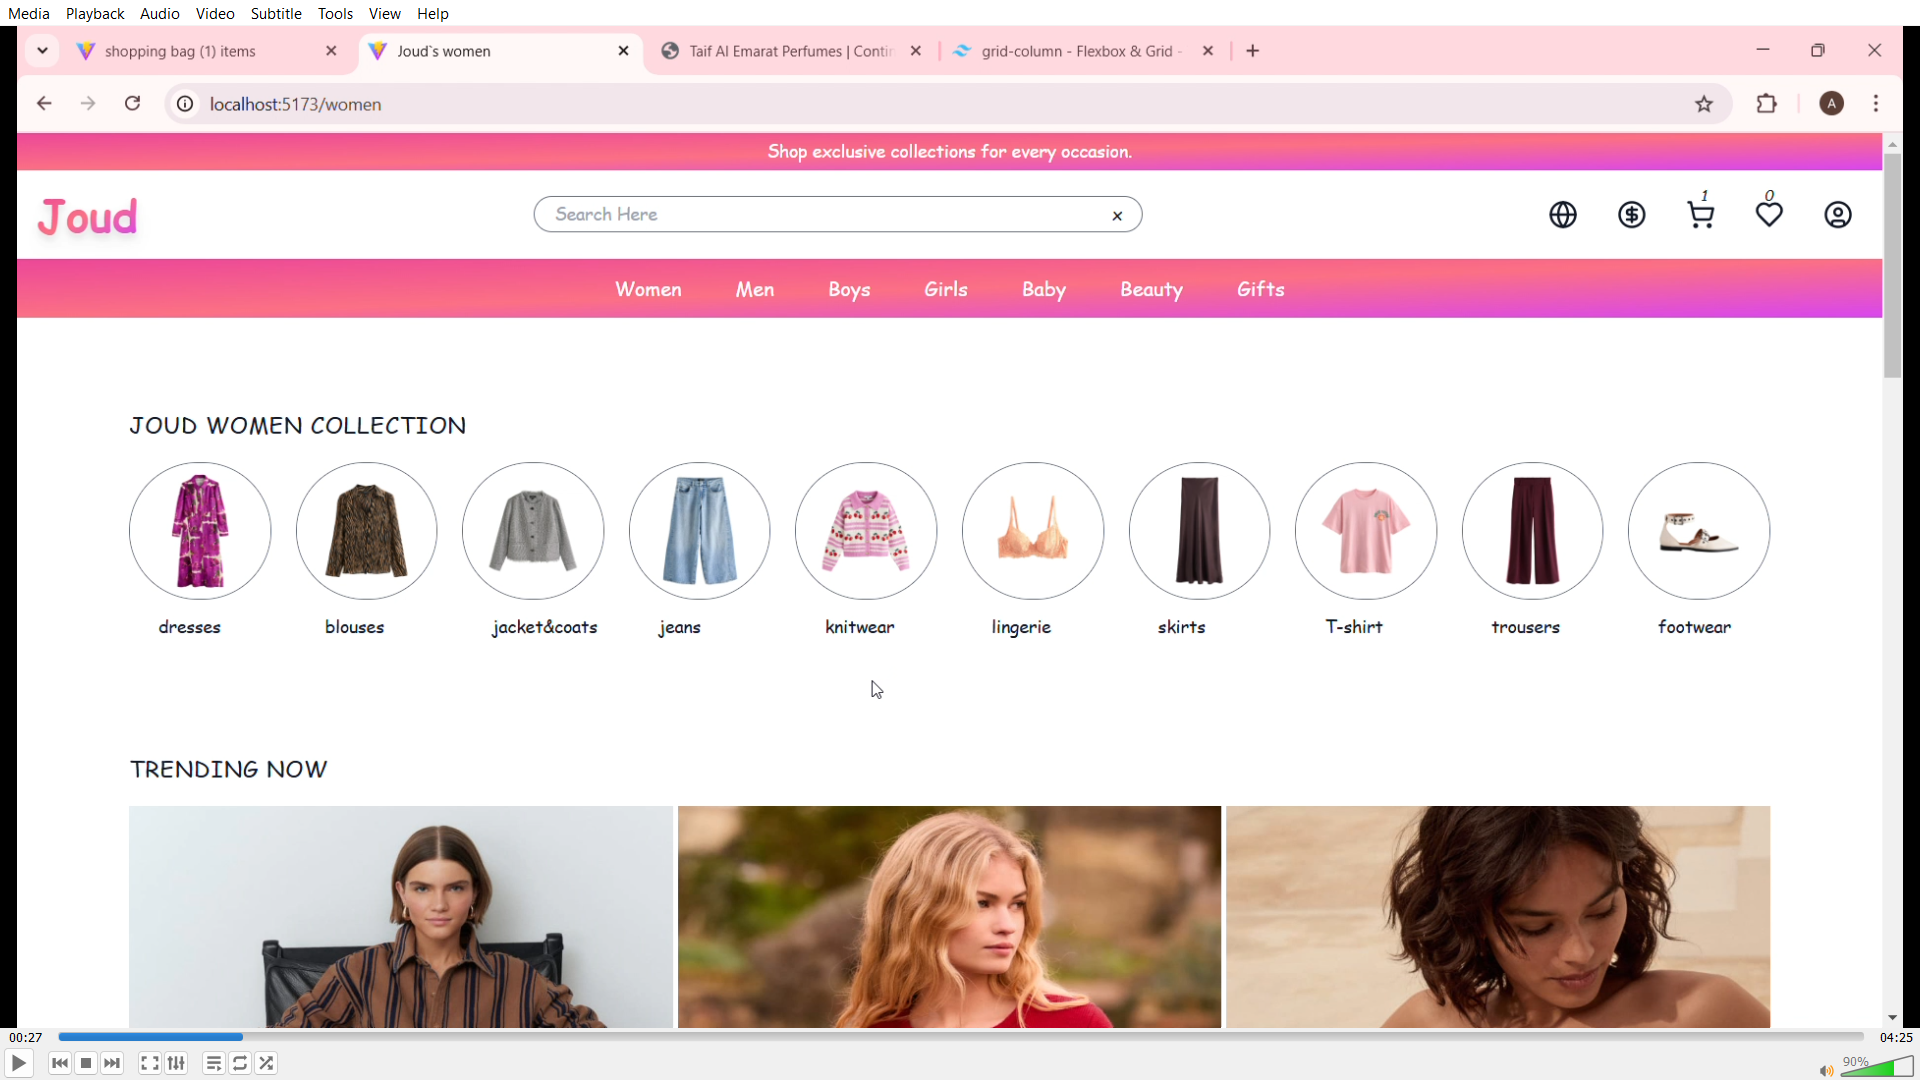 Media Playback Audio Video Subtitle Tools View Help
shopping bag (1) items
Joud`s women
Taif Al Emarat Perfumes | Contin
grid-column - Flexbox & Grid -
localhost:5173/women
A
Shop exclusive collections for every occasion.
Joud
Search Here
1
0
Women Men Boys Girls Baby Beauty Gifts
JOUD WOMEN COLLECTION
dresses blouses jacket&coats jeans knitwear lingerie skirts T-shirt trousers footwear
TRENDING NOW
00:27
04:25
90%